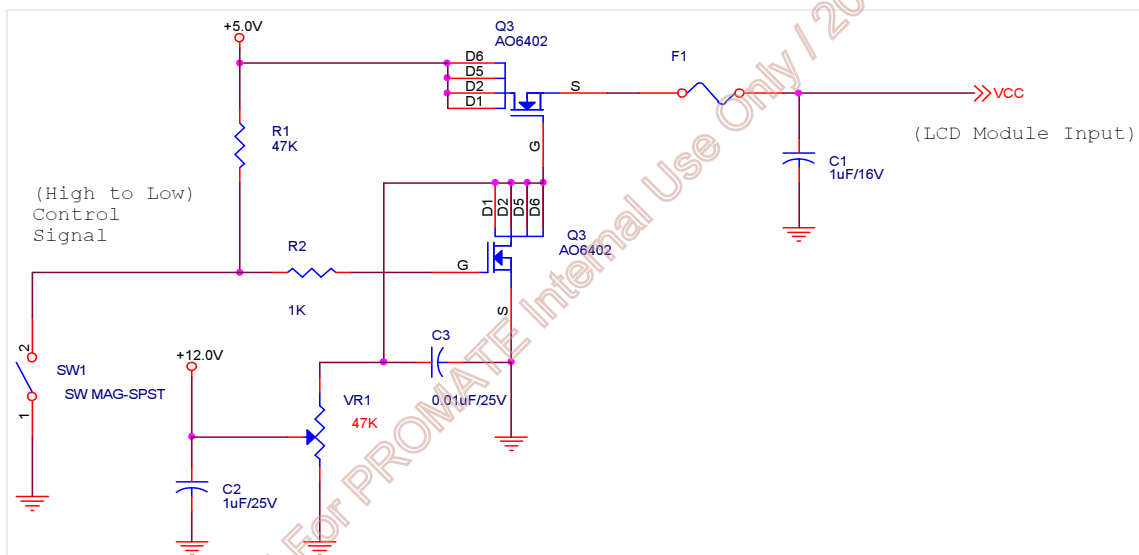 +5.0V
Q3
AO6402
D6
D5
D2
D1
S
G
F1
VCC
(LCD Module Input)
R1
47K
C1
1uF/16V
(High to Low)
Control
Signal
D1
D2
D5
D6
Q3
AO6402
R2
1K
G
S
+12.0V
C3
0.01uF/25V
2
SW1
SW MAG-SPST
1
VR1
47K
C2
1uF/25V
For PROMATE Internal Use Only / 20